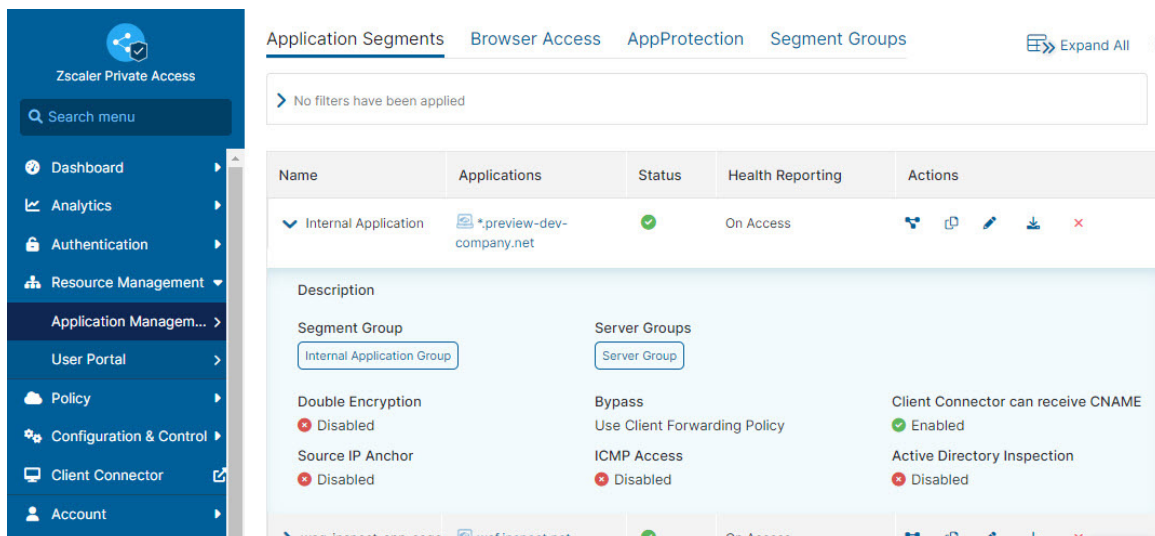 Zscaler Private Access
Search menu
Dashboard
Analytics
Authentication
Resource Management
Application Managem...
User Portal
Policy
Configuration & Control
Client Connector
Account
Application Segments Browser Access AppProtection Segment Groups
Expand All
No filters have been applied
Name Applications Status Health Reporting Actions
Internal Application *.preview-dev- On Access
company.net
Description
Segment Group Server Groups
Internal Application Group Server Group
Double Encryption Bypass Client Connector can receive CNAME
Disabled Use Client Forwarding Policy Enabled
Source IP Anchor ICMP Access Active Directory Inspection
Disabled Disabled Disabled
On Access